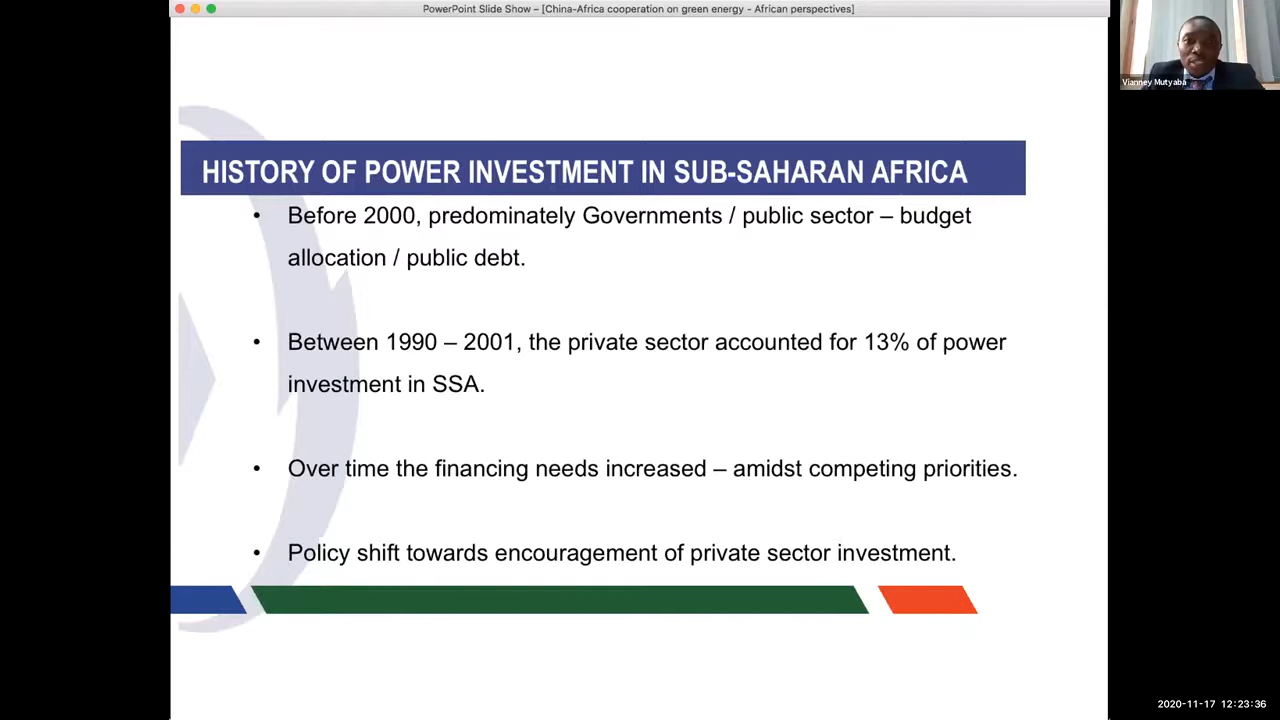 PowerPoint Slide Show – [China-Africa cooperation on green energy - African perspectives]
Vianney Mutyaba
HISTORY OF POWER INVESTMENT IN SUB-SAHARAN AFRICA
• Before 2000, predominately Governments / public sector – budget
allocation / public debt.
• Between 1990 – 2001, the private sector accounted for 13% of power
investment in SSA.
• Over time the financing needs increased – amidst competing priorities.
• Policy shift towards encouragement of private sector investment.
2020-11-17 12:23:36